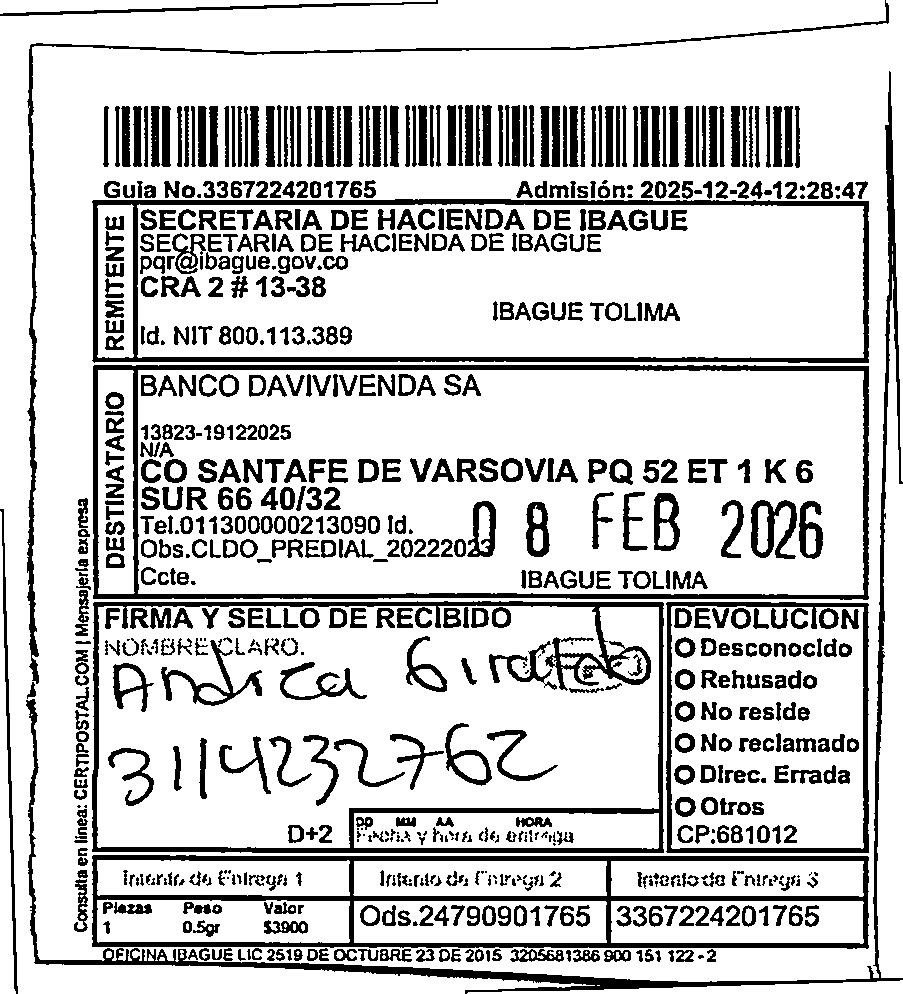 Guia No.3367224201765 Admisión: 2025-12-24-12:28:47
REMITENTE
SECRETARIA DE HACIENDA DE IBAGUE
SECRETARIA DE HACIENDA DE IBAGUE
pqr@ibague.gov.co
CRA 2 # 13-38
IBAGUE TOLIMA
Id. NIT 800.113.389
DESTINATARIO
BANCO DAVIVIVENDA SA
13823-19122025
N/A
CO SANTAFE DE VARSOVIA PQ 52 ET 1 K 6
SUR 66 40/32
Tel.011300000213090 Id.
08 FEB 2026
Obs.CLDO_PREDIAL_20222023
Ccte. IBAGUE TOLIMA
Consulta en linea: CERTIPOSTAL.COM | Mensajería expresa
FIRMA Y SELLO DE RECIBIDO
NOMBRE CLARO.
Andrea Giraldo
3114232762
D+2
DD MM AA HORA
Fecha y hora de entrega
DEVOLUCION
Desconocido
Rehusado
No reside
No reclamado
Direc. Errada
Otros
CP:681012
Intento de Entrega 1 Intento de Entrega 2 Intento de Entrega 3
Piezas Peso Valor
1 0.5gr $3900
Ods.24790901765 3367224201765
OFICINA IBAGUE LIC 2519 DE OCTUBRE 23 DE 2015 3205681386 900 151 122 - 2